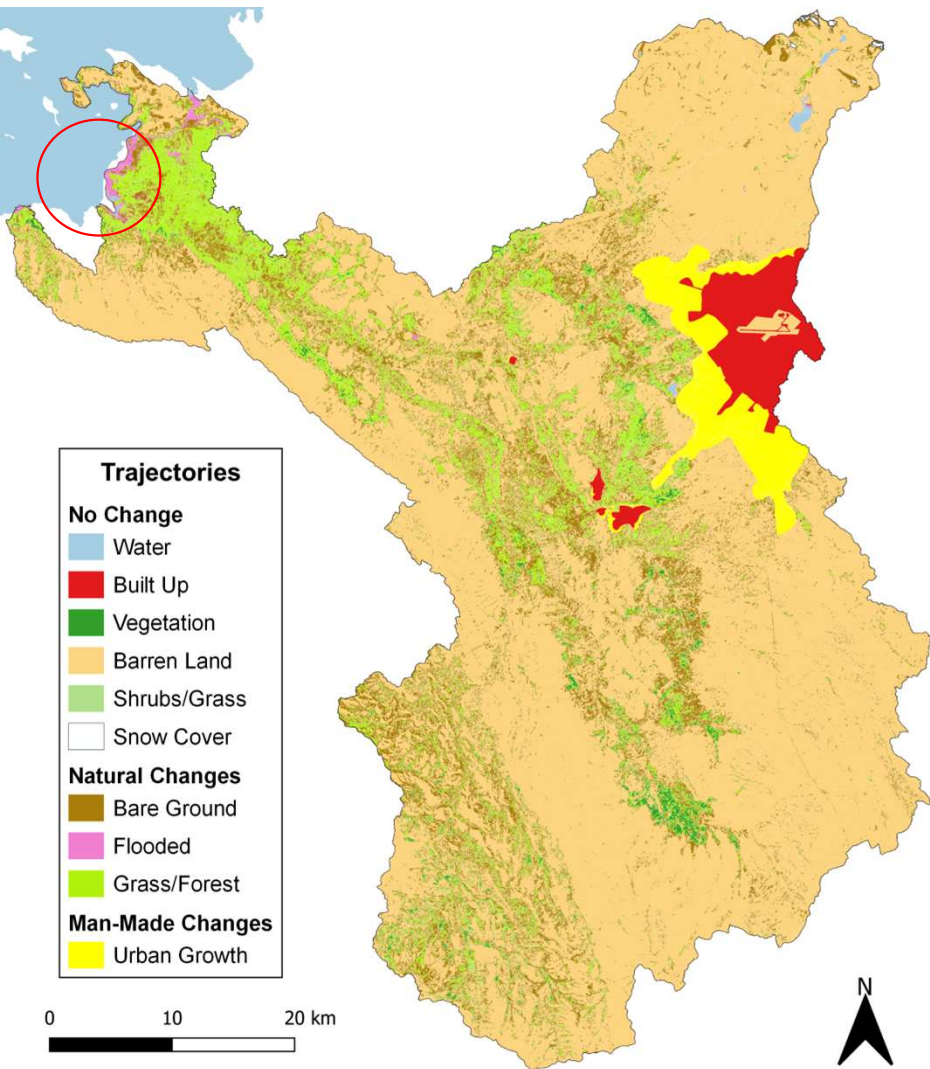 Trajectories
No Change
Water
Built Up
Vegetation
Barren Land
Shrubs/Grass
Snow Cover
Natural Changes
Bare Ground
Flooded
Grass/Forest
Man-Made Changes
Urban Growth
0 10 20 km
N